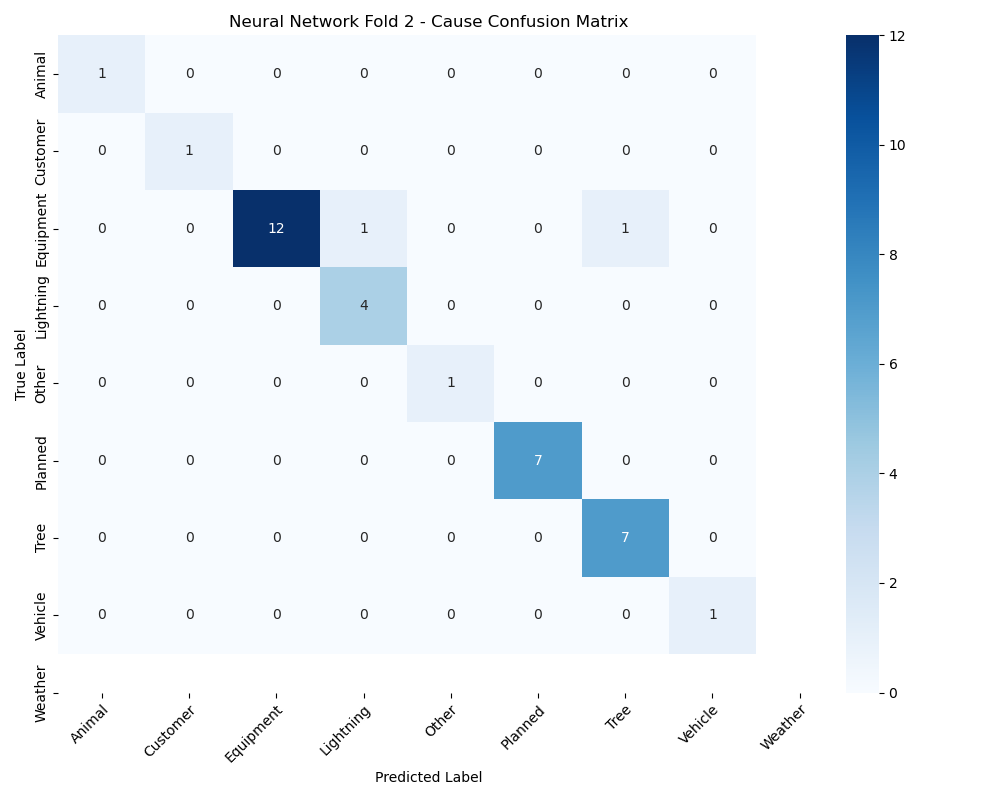 Neural Network Fold 2 - Cause Confusion Matrix
True Label
Animal 1 0 0 0 0 0 0 0
Customer 0 1 0 0 0 0 0 0
Equipment 0 0 12 1 0 0 1 0
Lightning 0 0 0 4 0 0 0 0
Other 0 0 0 0 1 0 0 0
Planned 0 0 0 0 0 7 0 0
Tree 0 0 0 0 0 0 7 0
Vehicle 0 0 0 0 0 0 0 1
Weather
Animal Customer Equipment Lightning Other Planned Tree Vehicle Weather
Predicted Label
12
10
8
6
4
2
0